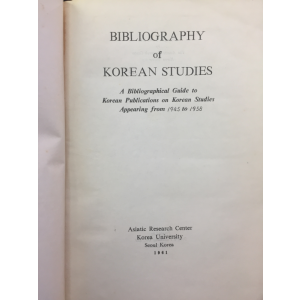 BIBLIOGRAPHY
of
KOREAN STUDIES
A Bibliographical Guide to
Korean Publications on Korean Studies
Appearing from 1945 to 1958
Asiatic Research Center
Korea University
Seoul Korea
1961